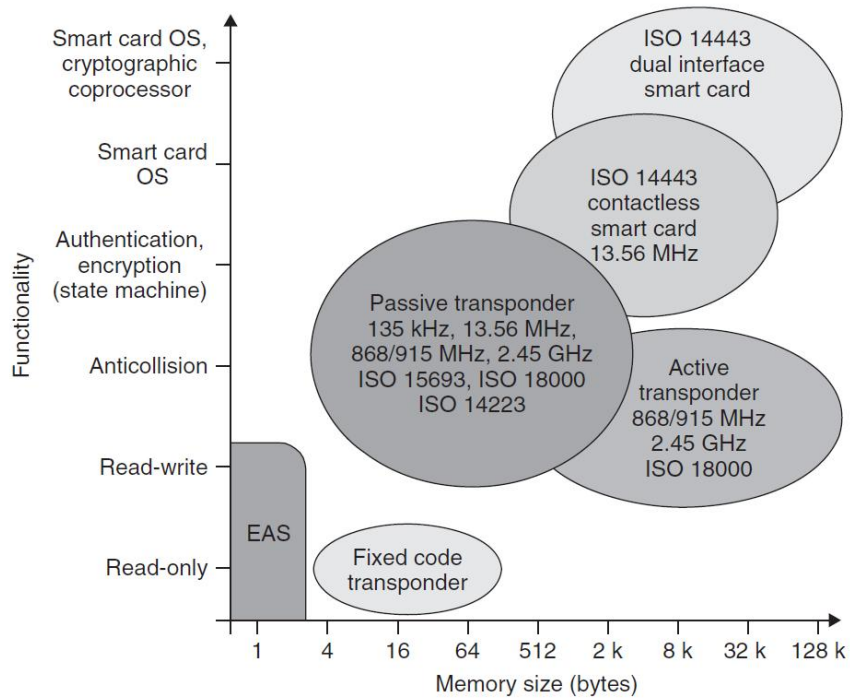 Smart card OS,
cryptographic
coprocessor
Smart card
OS
Authentication,
encryption
(state machine)
Anticollision
Read-write
Read-only
Functionality
ISO 14443
dual interface
smart card
ISO 14443
contactless
smart card
13.56 MHz
Passive transponder
135 kHz, 13.56 MHz,
868/915 MHz, 2.45 GHz
ISO 15693, ISO 18000
ISO 14223
Active
transponder
868/915 MHz
2.45 GHz
ISO 18000
EAS
Fixed code
transponder
1 4 16 64 512 2 k 8 k 32 k 128 k
Memory size (bytes)